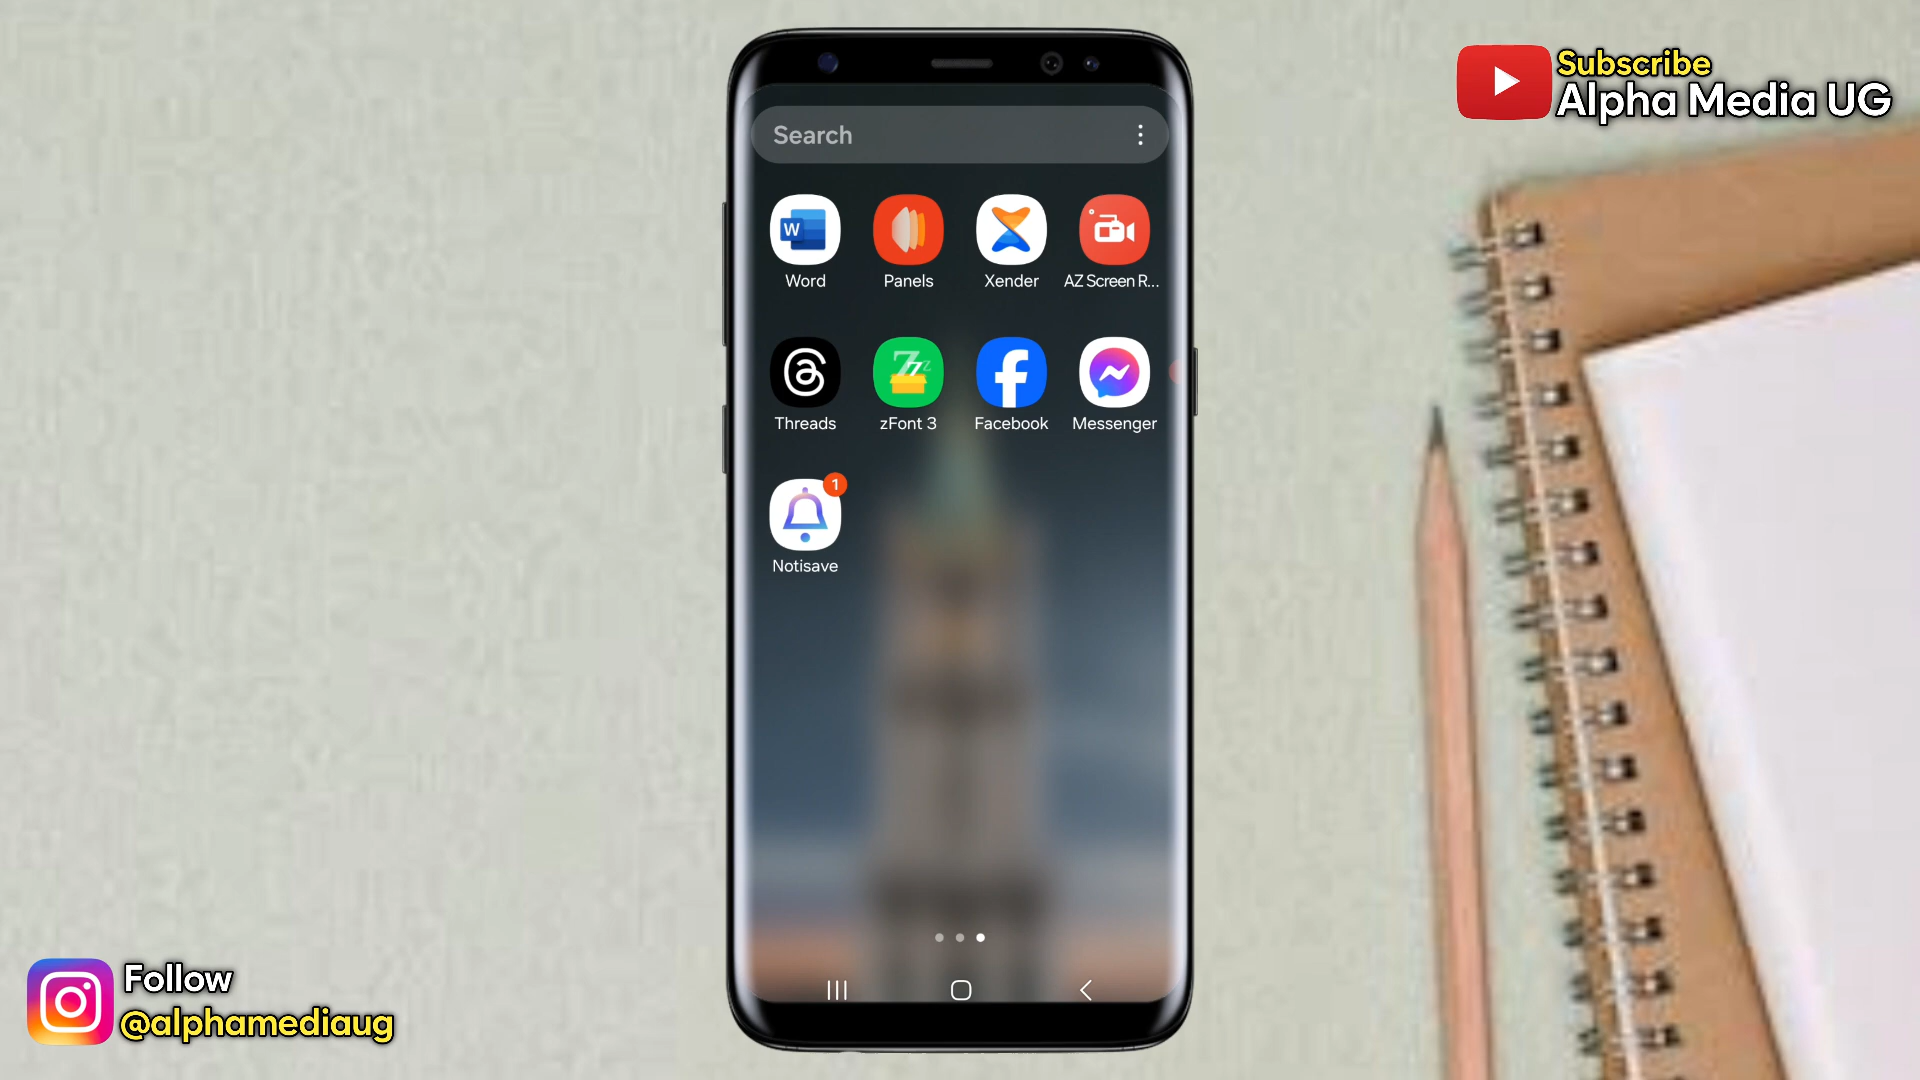 Subscribe
Alpha Media UG
Search
W
Word
Panels
Xender
AZ Screen R...
Threads
zFont 3
Facebook
Messenger
1
Notisave
Follow
@alphamediaug